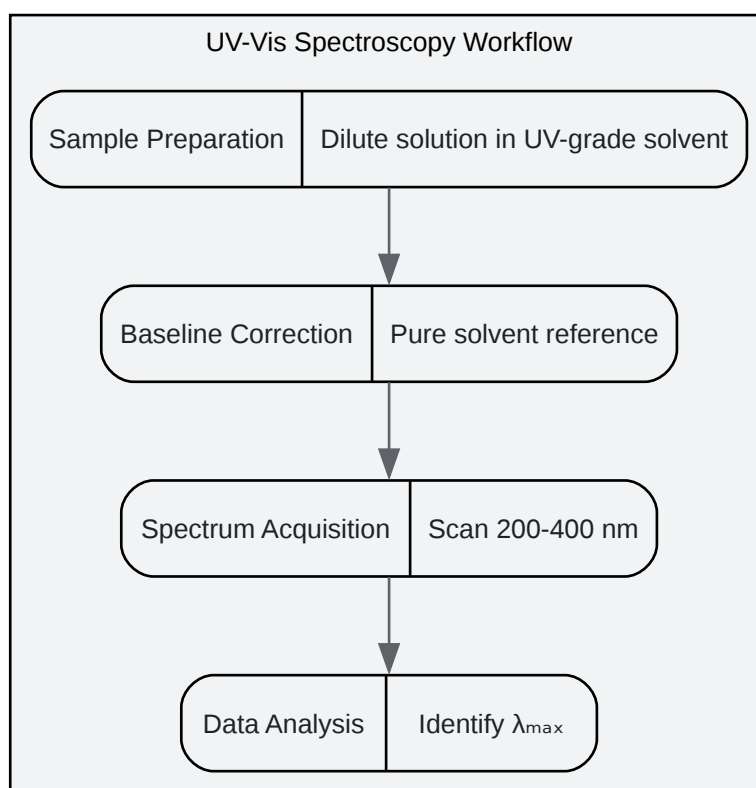 UV-Vis Spectroscopy Workflow
Sample Preparation
Dilute solution in UV-grade solvent
Baseline Correction
Pure solvent reference
Spectrum Acquisition
Scan 200-400 nm
Data Analysis
Identify λₘₐₓ